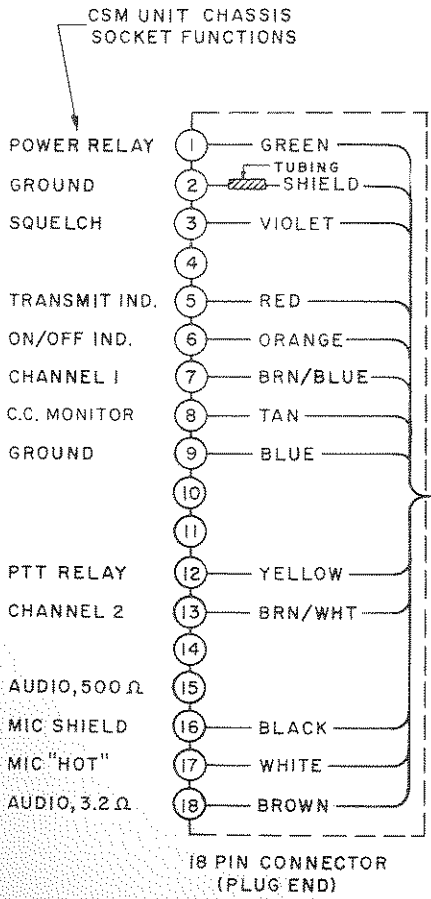 CSM UNIT CHASSIS
SOCKET FUNCTIONS
POWER RELAY 1 GREEN
TUBING
GROUND 2 SHIELD
SQUELCH 3 VIOLET
4
TRANSMIT IND. 5 RED
ON/OFF IND. 6 ORANGE
CHANNEL 1 7 BRN/BLUE
C.C. MONITOR 8 TAN
GROUND 9 BLUE
10
11
PTT RELAY 12 YELLOW
CHANNEL 2 13 BRN/WHT
14
AUDIO, 500 Ω 15
MIC SHIELD 16 BLACK
MIC "HOT" 17 WHITE
AUDIO, 3.2 Ω 18 BROWN
18 PIN CONNECTOR
(PLUG END)